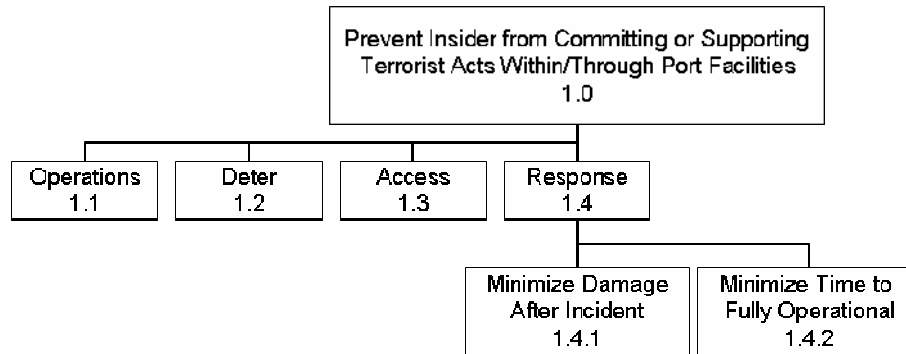 Prevent Insider from Committing or Supporting
Terrorist Acts Within/Through Port Facilities
1.0
Operations
1.1
Deter
1.2
Access
1.3
Response
1.4
Minimize Damage
After Incident
1.4.1
Minimize Time to
Fully Operational
1.4.2